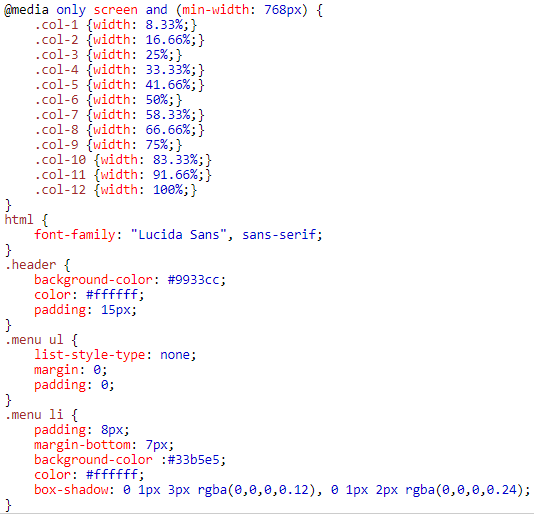 @media only screen and (min-width: 768px) {
    .col-1 {width: 8.33%;}
    .col-2 {width: 16.66%;}
    .col-3 {width: 25%;}
    .col-4 {width: 33.33%;}
    .col-5 {width: 41.66%;}
    .col-6 {width: 50%;}
    .col-7 {width: 58.33%;}
    .col-8 {width: 66.66%;}
    .col-9 {width: 75%;}
    .col-10 {width: 83.33%;}
    .col-11 {width: 91.66%;}
    .col-12 {width: 100%;}
}
html {
    font-family: "Lucida Sans", sans-serif;
}
.header {
    background-color: #9933cc;
    color: #ffffff;
    padding: 15px;
}
.menu ul {
    list-style-type: none;
    margin: 0;
    padding: 0;
}
.menu li {
    padding: 8px;
    margin-bottom: 7px;
    background-color :#33b5e5;
    color: #ffffff;
    box-shadow: 0 1px 3px rgba(0,0,0,0.12), 0 1px 2px rgba(0,0,0,0.24);
}